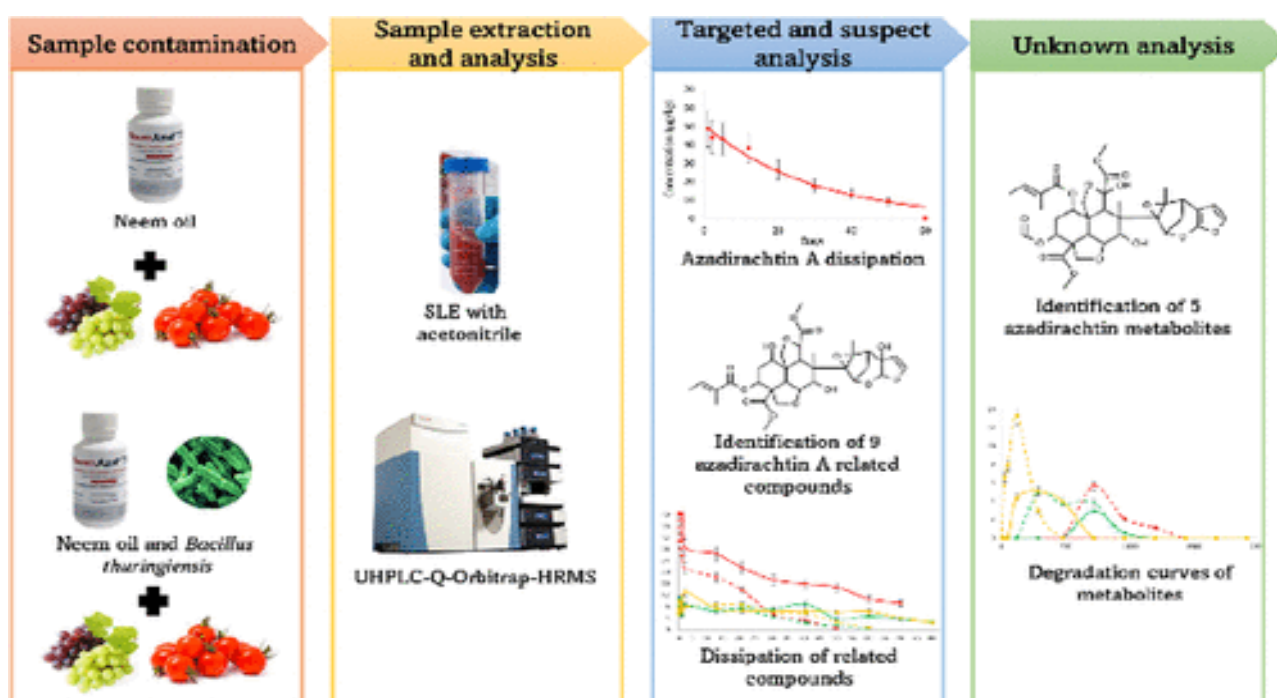 Sample contamination
Neem oil
Neem oil and Bacillus
thuringiensis
Sample extraction
and analysis
SLE with
acetonitrile
UHPLC-Q-Orbitrap-HRMS
Targeted and suspect
analysis
Days
Azadirachtin A dissipation
Identification of 9
azadirachtin A related
compounds
Dissipation of related
compounds
Unknown analysis
Identification of 5
azadirachtin metabolites
Degradation curves of
metabolites